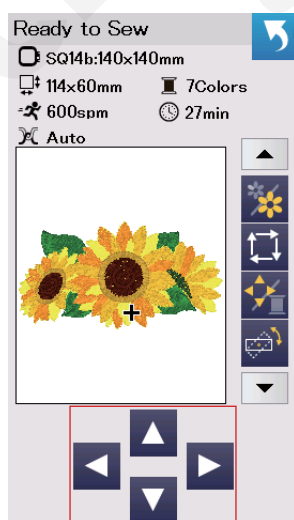 Ready to Sew
SQ14b:140x140mm
114x60mm 7Colors
600spm 27min
Auto